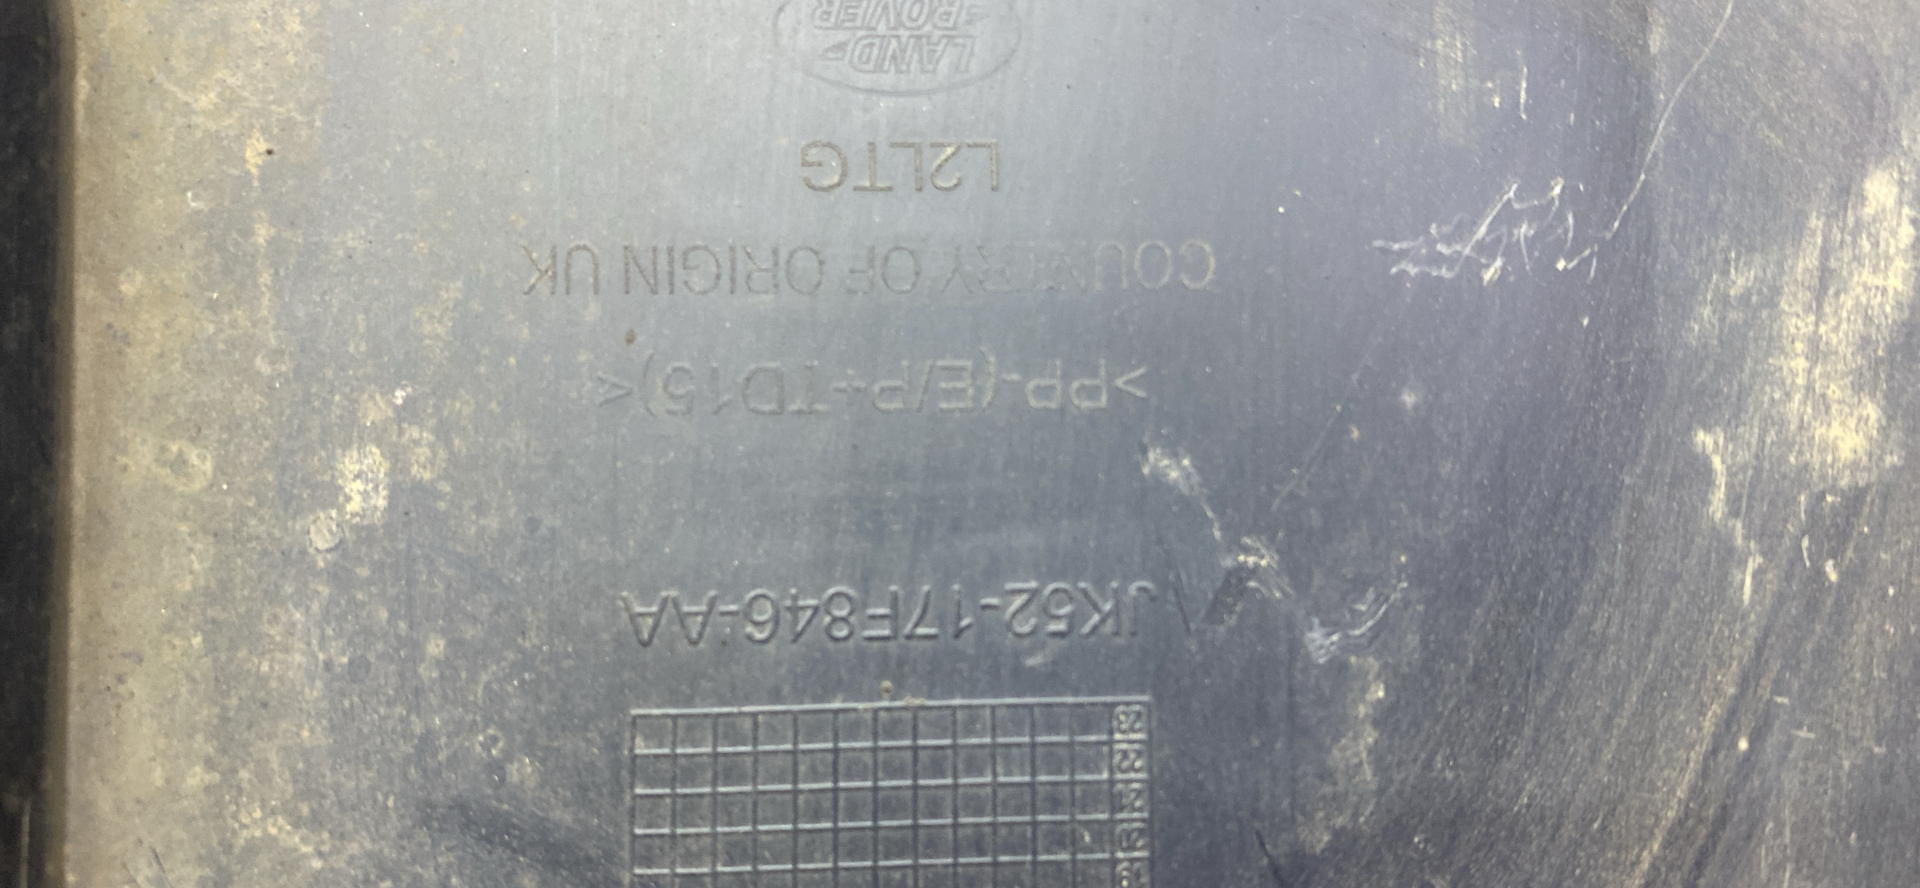 JK52-17F846-AA
>PP-(E/P+TD15)<
COUNTRY OF ORIGIN UK
L2LTG
LAND-
-ROVER